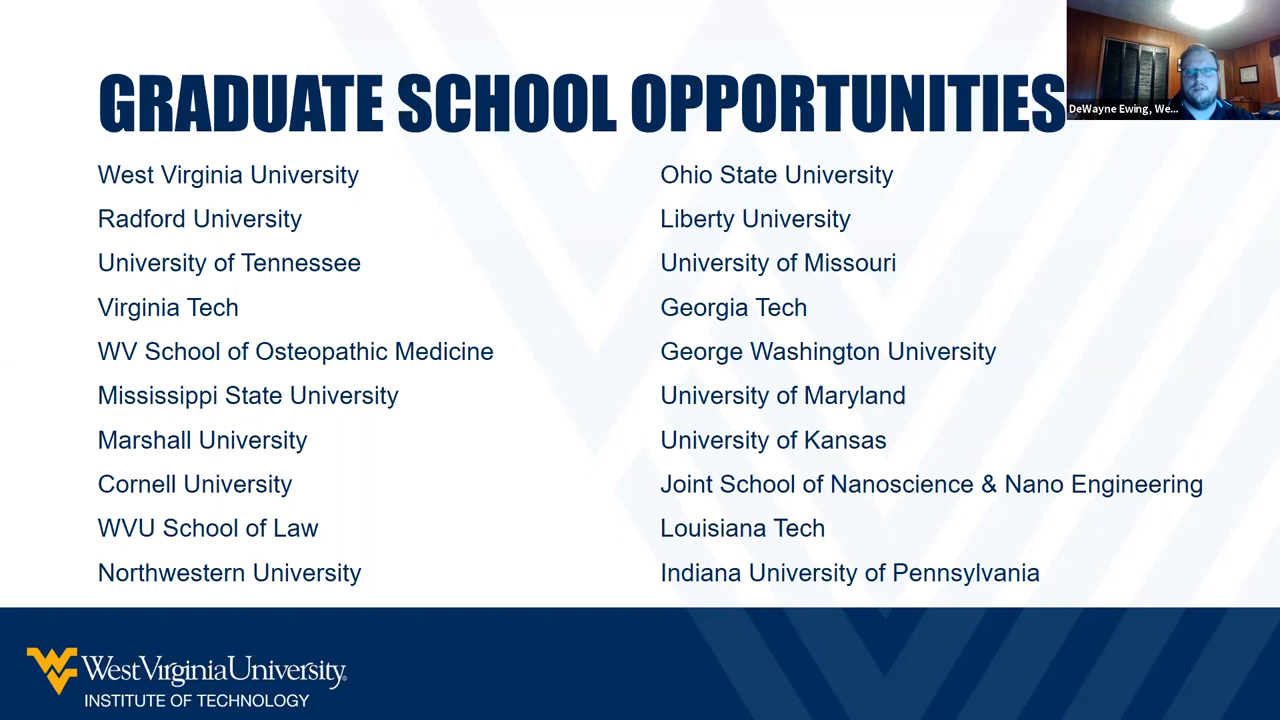 GRADUATE SCHOOL OPPORTUNITIES
DeWayne Ewing, We...
West Virginia University
Radford University
University of Tennessee
Virginia Tech
WV School of Osteopathic Medicine
Mississippi State University
Marshall University
Cornell University
WVU School of Law
Northwestern University
Ohio State University
Liberty University
University of Missouri
Georgia Tech
George Washington University
University of Maryland
University of Kansas
Joint School of Nanoscience & Nano Engineering
Louisiana Tech
Indiana University of Pennsylvania
WestVirginiaUniversity®
INSTITUTE OF TECHNOLOGY